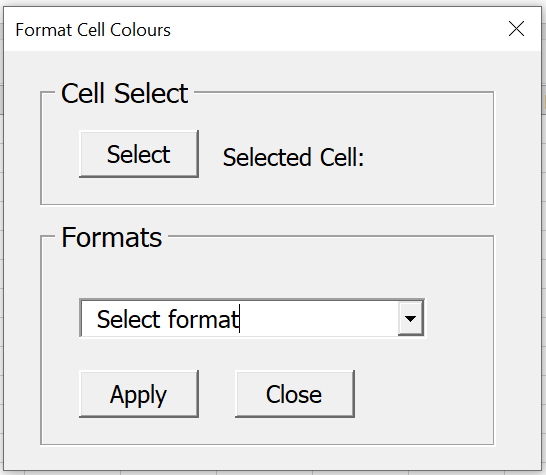 Format Cell Colours
Cell Select
Select
Selected Cell:
Formats
Select format
Apply
Close